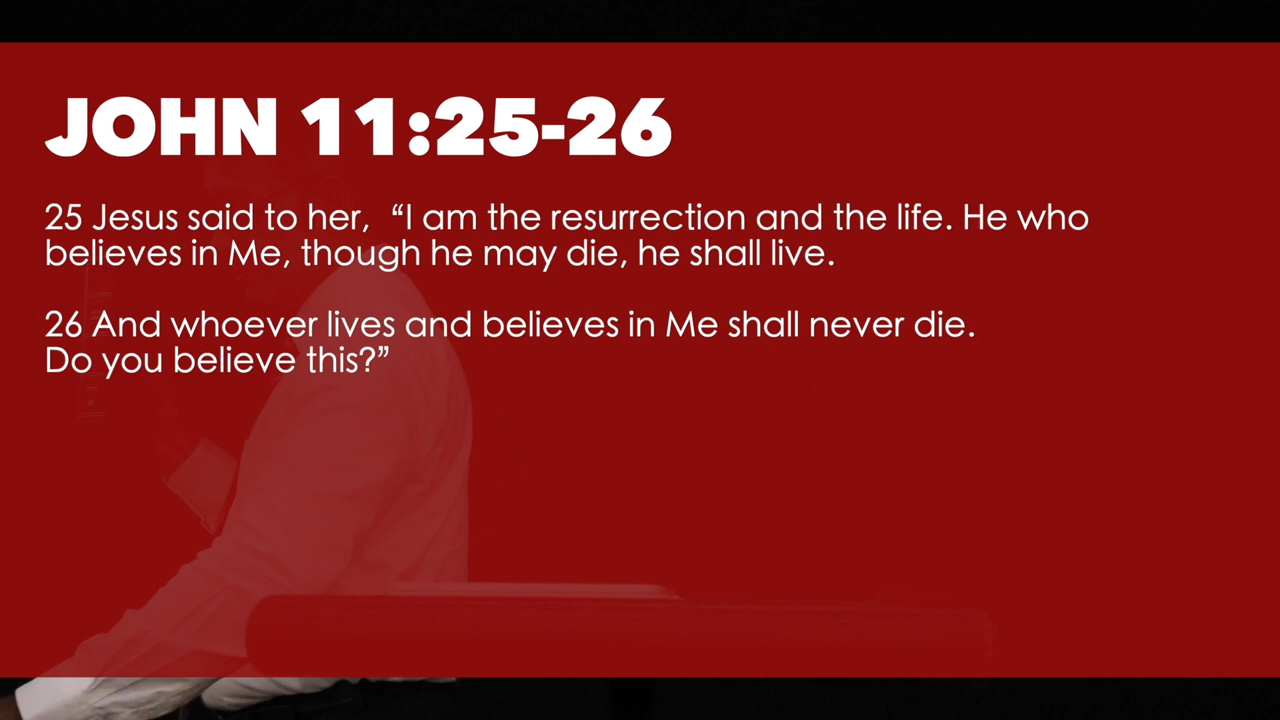 JOHN 11:25-26
25 Jesus said to her,  “I am the resurrection and the life. He who
believes in Me, though he may die, he shall live.
26 And whoever lives and believes in Me shall never die.
Do you believe this?”